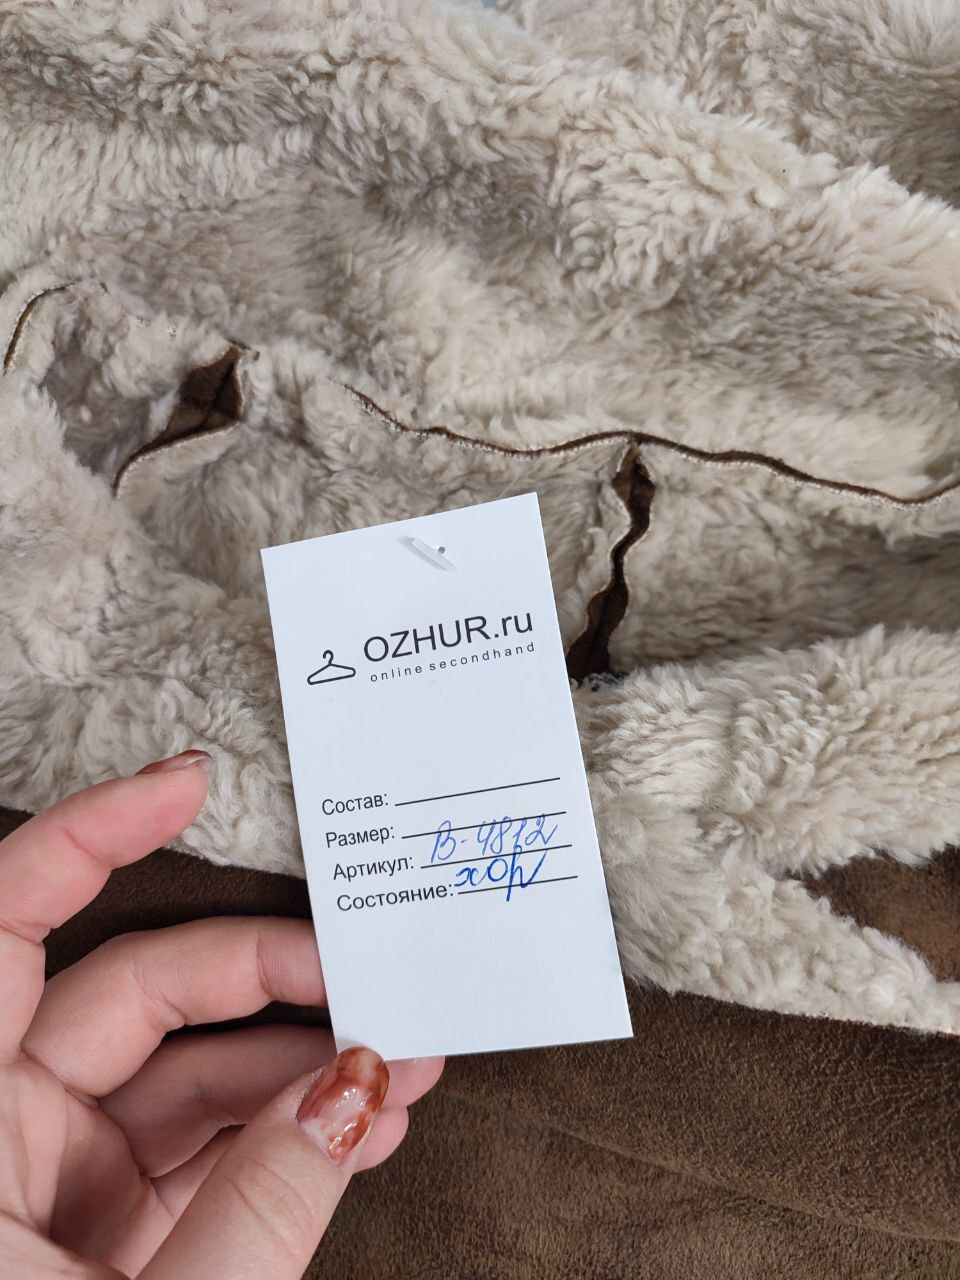 OZHUR.ru
online secondhand
Состав:
Размер:
Артикул: В-4812
Состояние: хор